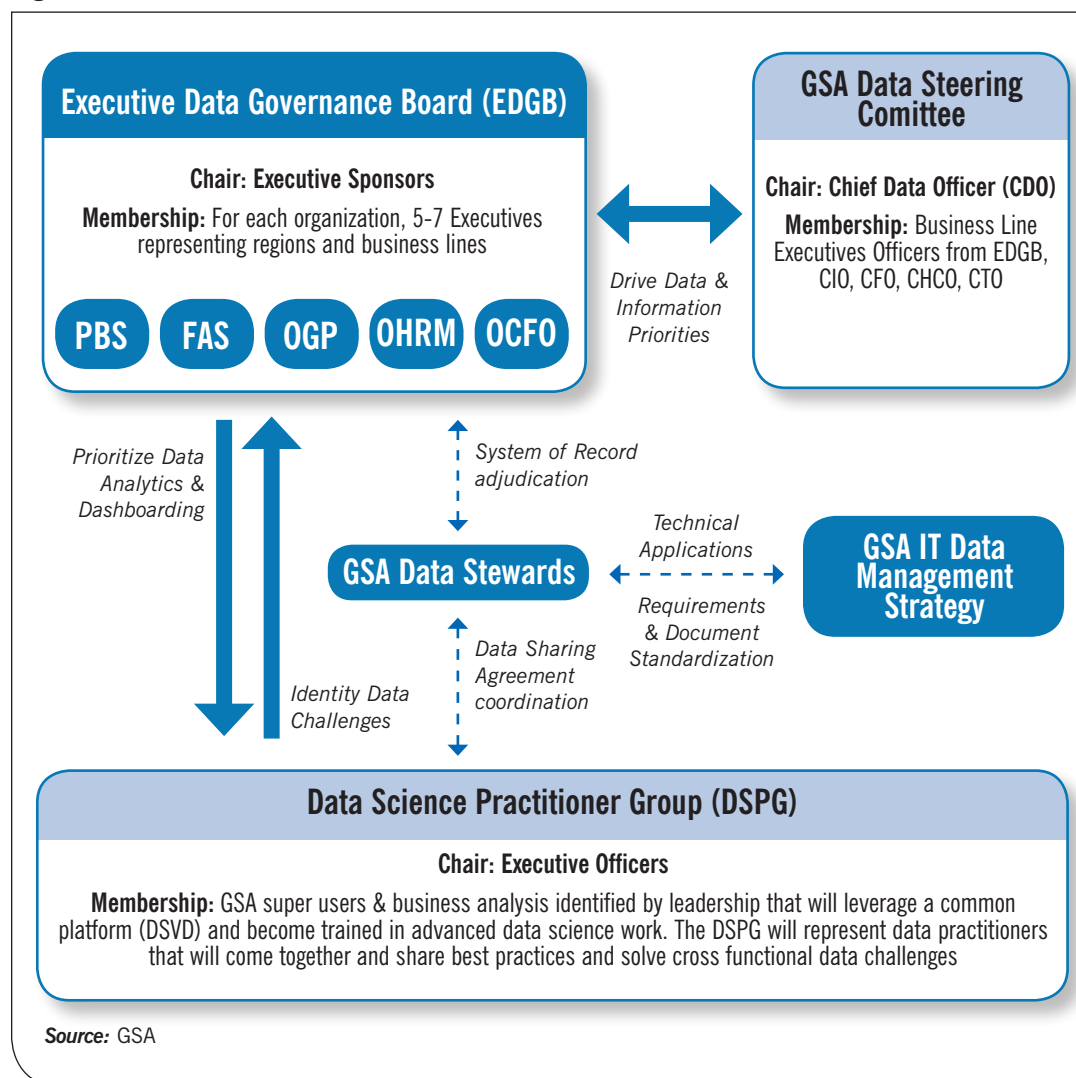 Executive Data Governance Board (EDGB)
Chair: Executive Sponsors
Membership: For each organization, 5-7 Executives
representing regions and business lines
PBS
FAS
OGP
OHRM
OCFO
GSA Data Steering
Comittee
Chair: Chief Data Officer (CDO)
Membership: Business Line
Executives Officers from EDGB,
CIO, CFO, CHCO, CTO
Drive Data &
Information
Priorities
Prioritize Data
Analytics &
Dashboarding
Identity Data
Challenges
System of Record
adjudication
GSA Data Stewards
Technical
Applications
Requirements
& Document
Standardization
GSA IT Data
Management
Strategy
Data Sharing
Agreement
coordination
Data Science Practitioner Group (DSPG)
Chair: Executive Officers
Membership: GSA super users & business analysis identified by leadership that will leverage a common
platform (DSVD) and become trained in advanced data science work. The DSPG will represent data practitioners
that will come together and share best practices and solve cross functional data challenges
Source: GSA